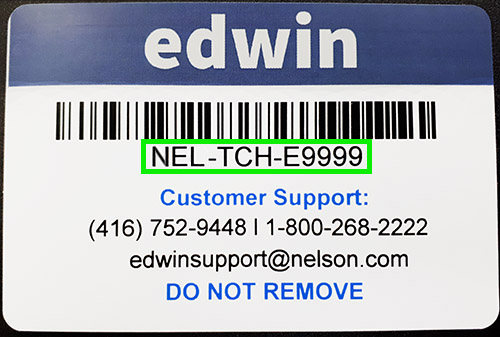 edwin
NEL-TCH-E9999
Customer Support:
(416) 752-9448 | 1-800-268-2222
edwinsupport@nelson.com
DO NOT REMOVE